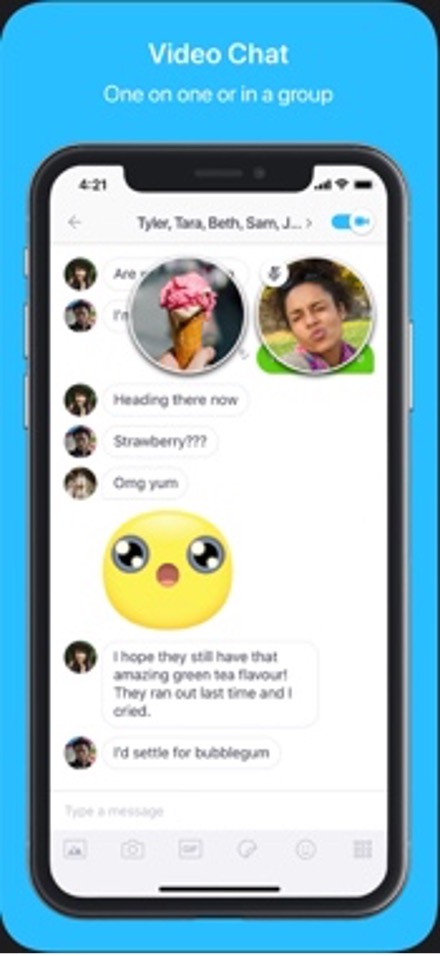 Video Chat
One on one or in a group
4:21
Tyler, Tara, Beth, Sam, J...
Are
I'm
Heading there now
Strawberry???
Omg yum
I hope they still have that
amazing green tea flavour!
They ran out last time and I
cried.
I'd settle for bubblegum
Type a message
GIF